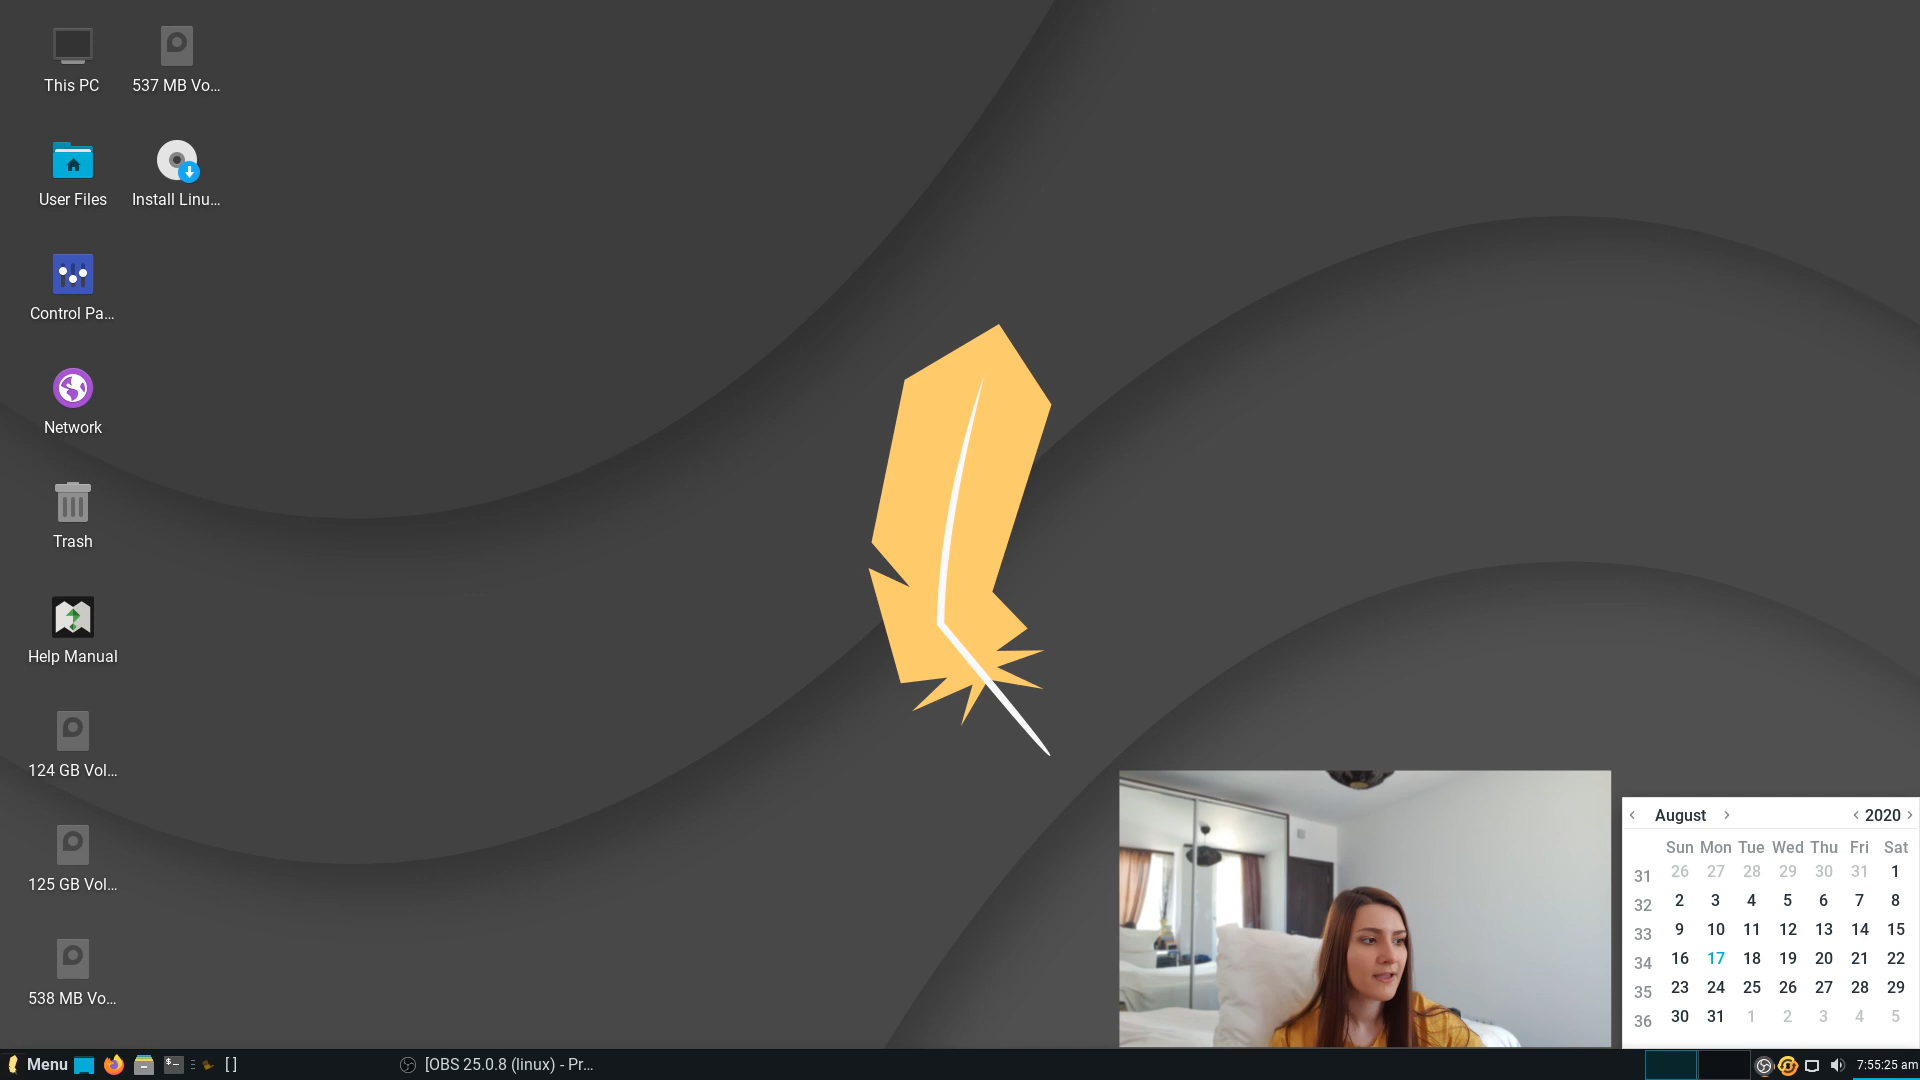 This PC
537 MB Vo...
User Files
Install Linu...
Control Pa...
Network
Trash
Help Manual
124 GB Vol...
125 GB Vol...
538 MB Vo...
August
2020
Sun Mon Tue Wed Thu Fri Sat
31 26 27 28 29 30 31 1
32 2 3 4 5 6 7 8
33 9 10 11 12 13 14 15
34 16 17 18 19 20 21 22
35 23 24 25 26 27 28 29
36 30 31 1 2 3 4 5
Menu
[]
[OBS 25.0.8 (linux) - Pr...
7:55:25 am